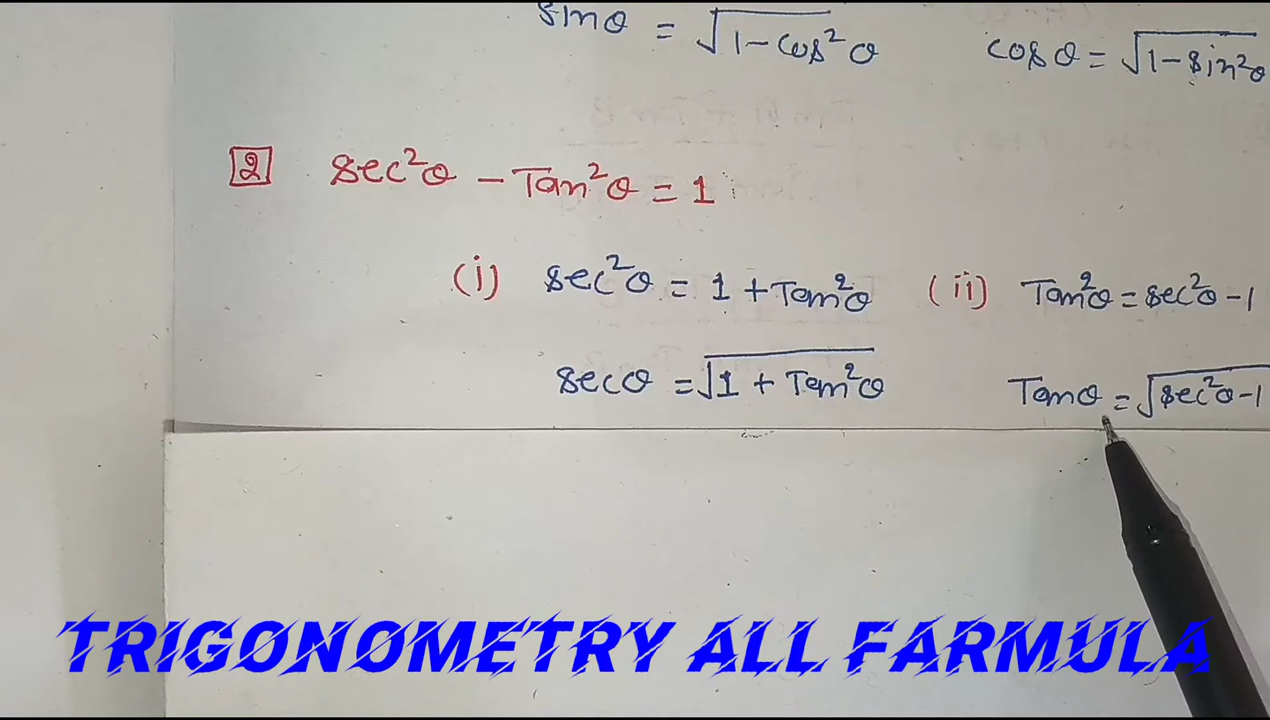 sinθ = √1-cos²θ cosθ = √1-sin²θ
2 sec²θ - Tan²θ = 1
(i) sec²θ = 1 + Tan²θ (ii) Tan²θ = sec²θ - 1
secθ = √1 + Tan²θ Tanθ = √sec²θ-1
TRIGONOMETRY ALL FARMULA